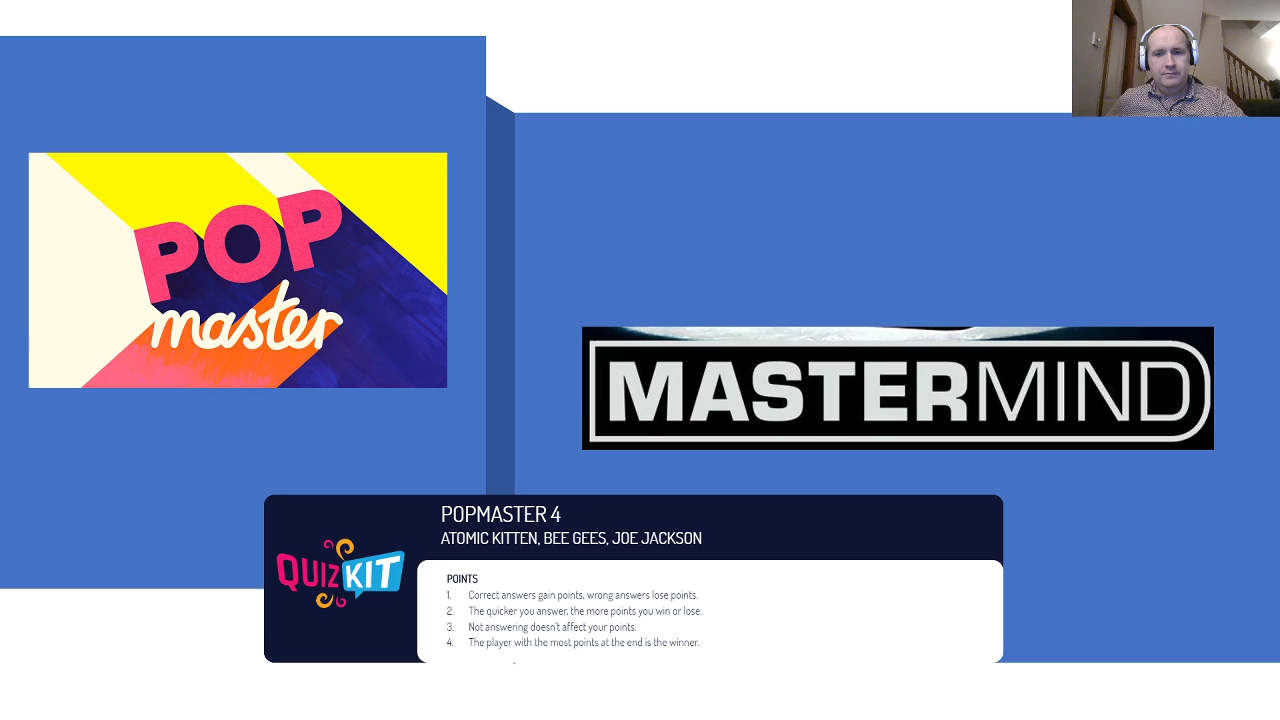 POP
master
MASTERMIND
QUIZKIT
POPMASTER 4
ATOMIC KITTEN, BEE GEES, JOE JACKSON
POINTS
1. Correct answers gain points, wrong answers lose points.
2. The quicker you answer, the more points you win or lose.
3. Not answering doesn't affect your points.
4. The player with the most points at the end is the winner.